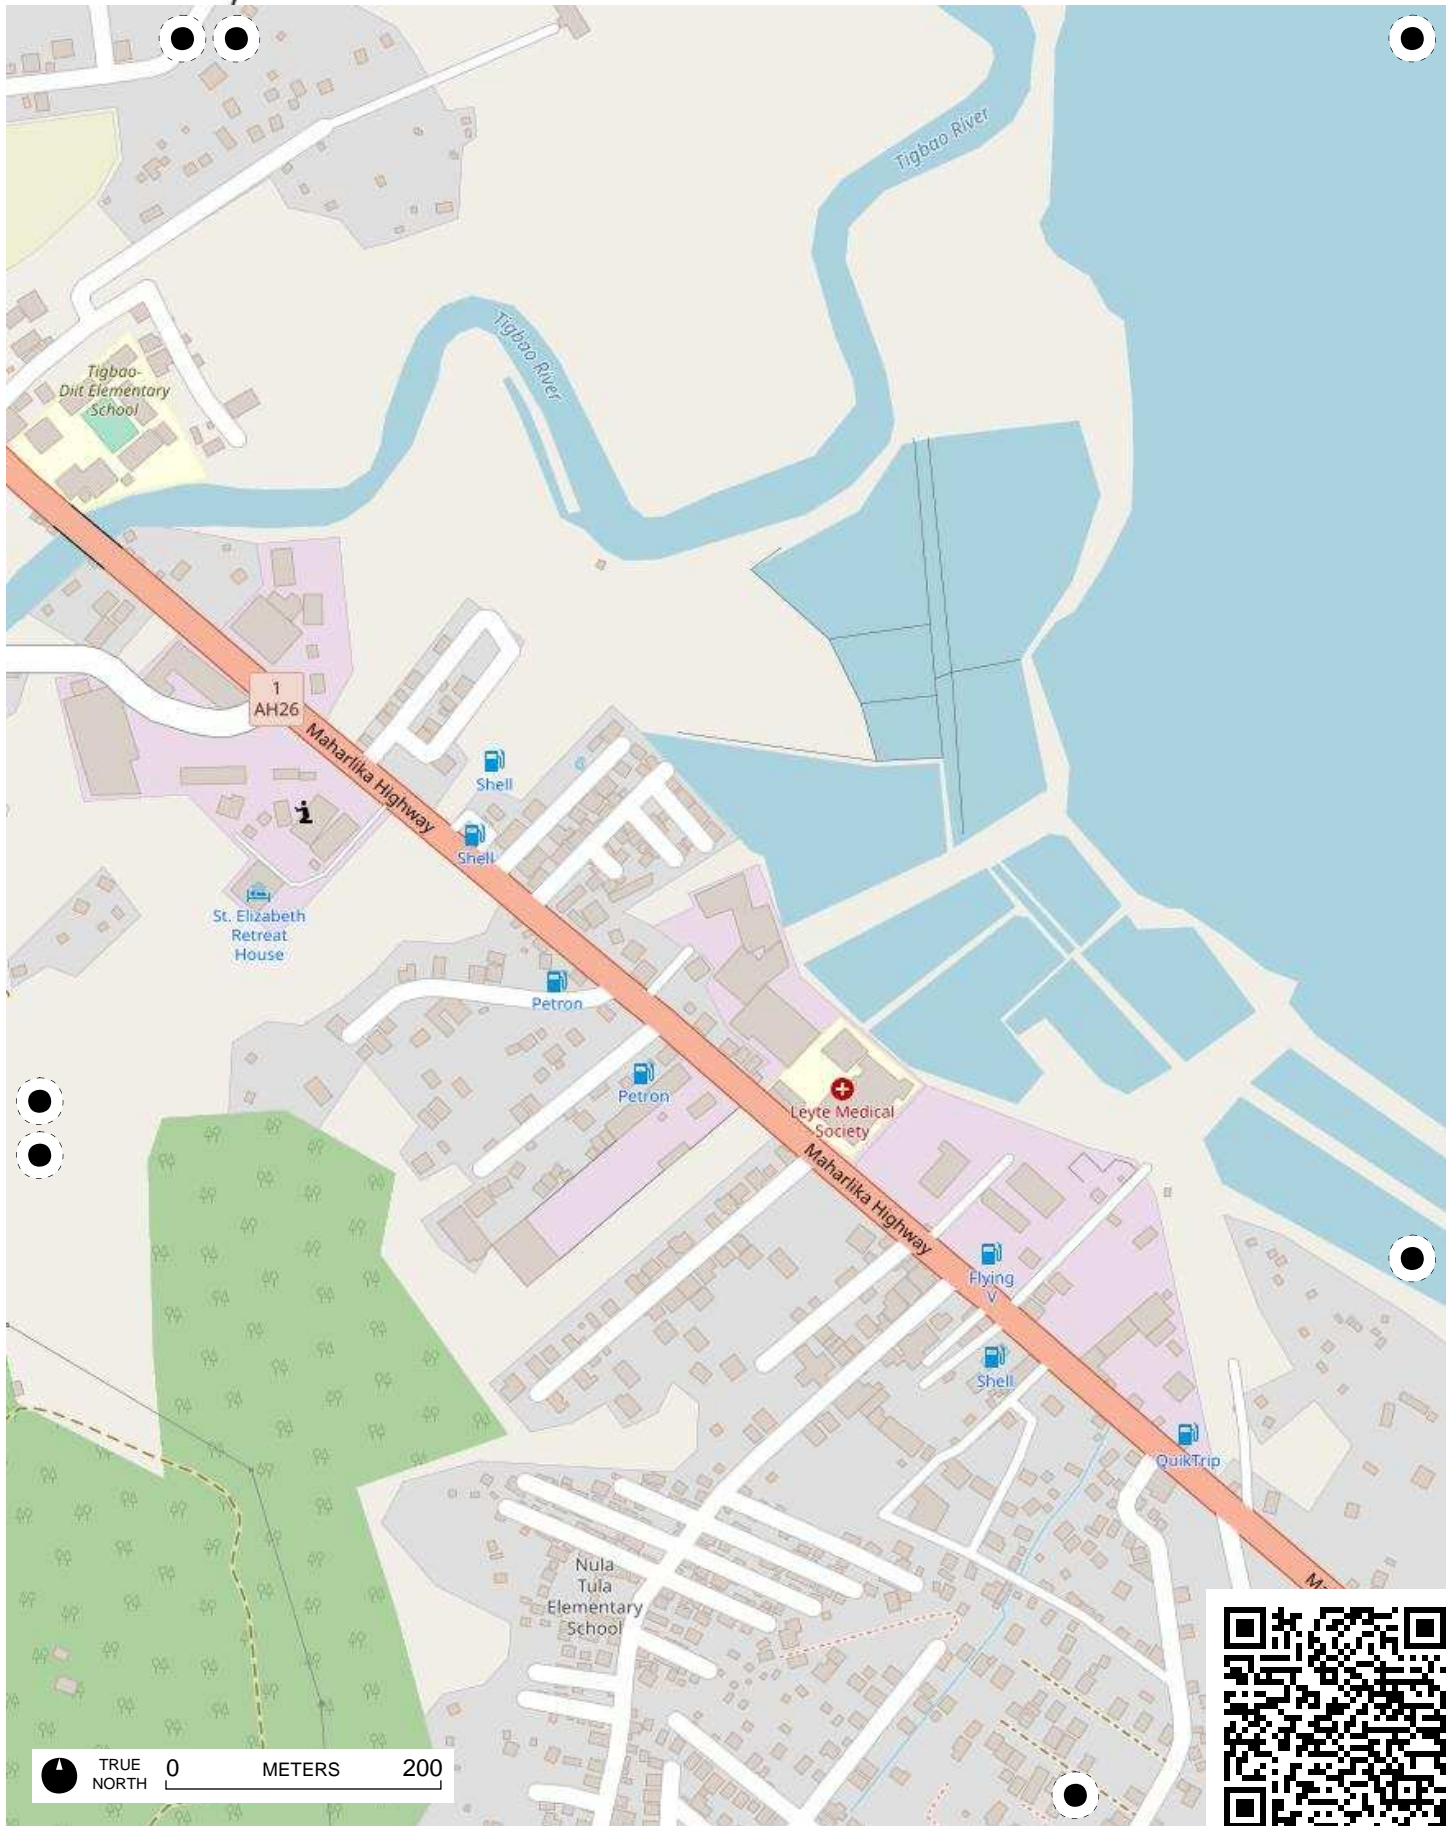 Tigbao River
Tigbao River
Tigbao-
Diit Elementary
School
1
AH26
Maharlika Highway
Shell
Shell
St. Elizabeth
Retreat
House
Petron
Petron
Leyte Medical
Society
Maharlika Highway
Flying
V
Shell
QuikTrip
Nula
Tula
Elementary
School
TRUE
NORTH
0 METERS 200